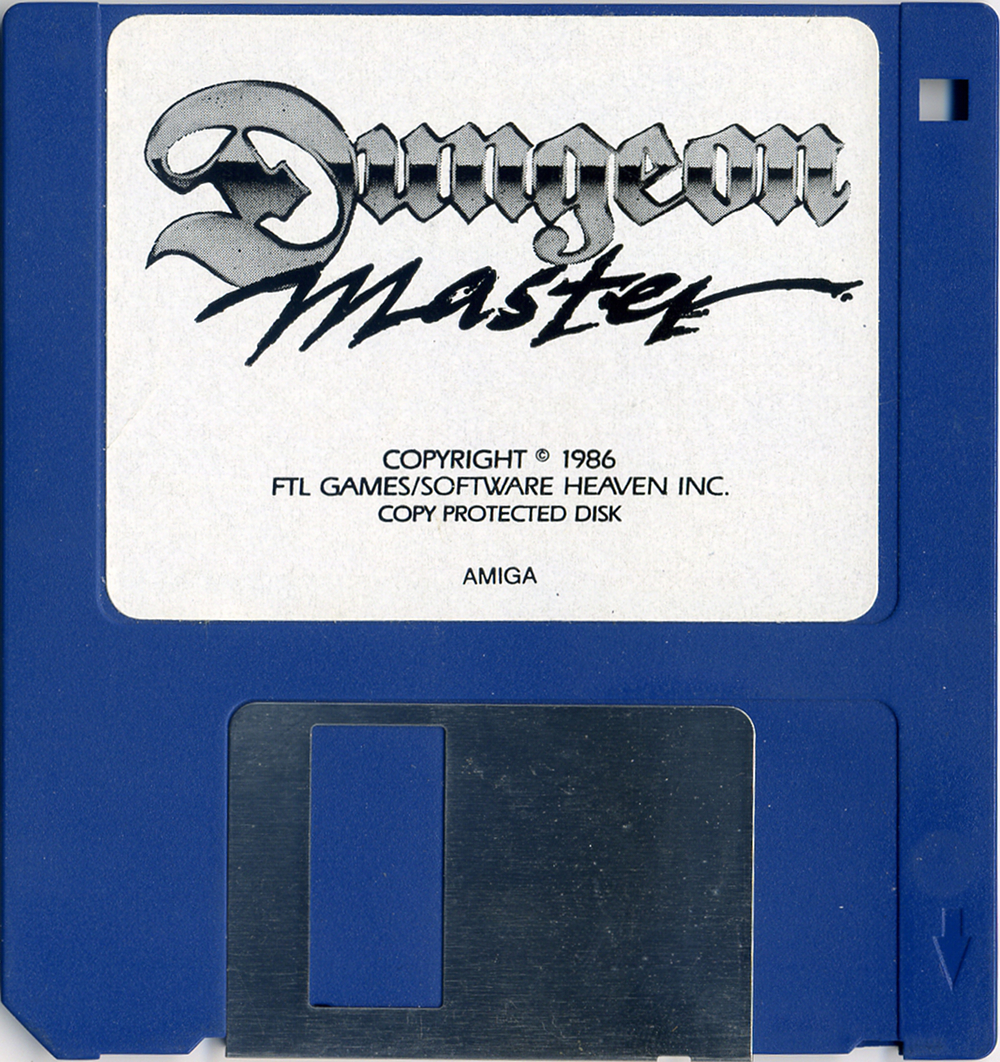 Dungeon
Master
COPYRIGHT © 1986
FTL GAMES/SOFTWARE HEAVEN INC.
COPY PROTECTED DISK
AMIGA